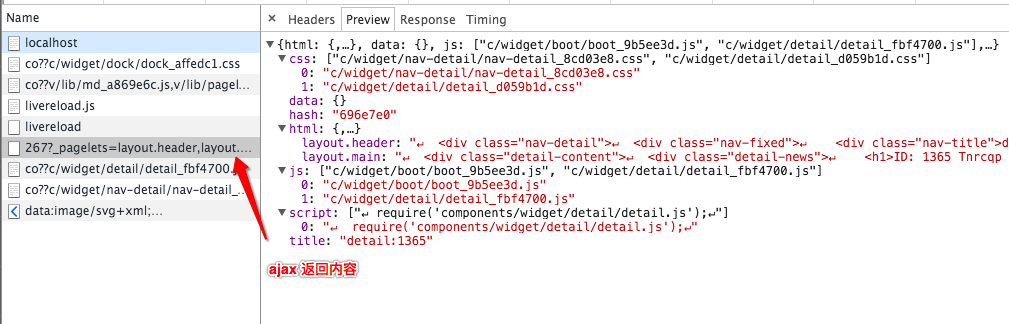 Name
localhost
co??c/widget/dock/dock_affedc1.css
co??v/lib/md_a869e6c.js,v/lib/pagel…
livereload.js
livereload
267?_pagelets=layout.header,layout.…
co??c/widget/detail/detail_fbf4700.j
co??c/widget/nav-detail/nav-detail_…
data:image/svg+xml;…
× Headers Preview Response Timing
▼{html: {,…}, data: {}, js: ["c/widget/boot/boot_9b5ee3d.js", "c/widget/detail/detail_fbf4700.js"],…}
▼css: ["c/widget/nav-detail/nav-detail_8cd03e8.css", "c/widget/detail/detail_d059b1d.css"]
0: "c/widget/nav-detail/nav-detail_8cd03e8.css"
1: "c/widget/detail/detail_d059b1d.css"
data: {}
hash: "696e7e0"
▼html: {,…}
layout.header: "↵ <div class="nav-detail">↵ <div class="nav-fixed">↵ <div class="nav-title">d
layout.main: "↵ <div class="detail-content">↵ <div class="detail-news">↵ <h1>ID: 1365 Tnrcqp
▼js: ["c/widget/boot/boot_9b5ee3d.js", "c/widget/detail/detail_fbf4700.js"]
0: "c/widget/boot/boot_9b5ee3d.js"
1: "c/widget/detail/detail_fbf4700.js"
▼script: ["↵ require('components/widget/detail/detail.js');↵"]
0: "↵ require('components/widget/detail/detail.js');↵"
title: "detail:1365"
ajax 返回内容